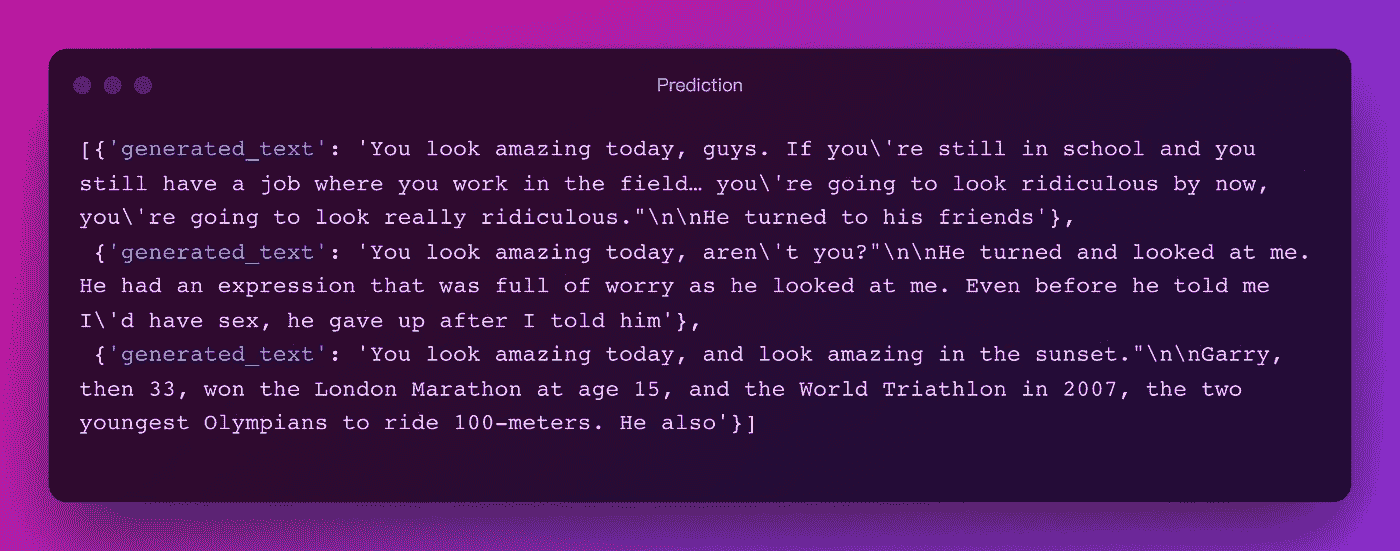 Prediction
[{'generated_text': 'You look amazing today, guys. If you\'re still in school and you
still have a job where you work in the field… you\'re going to look ridiculous by now,
you\'re going to look really ridiculous."\n\nHe turned to his friends'},
 {'generated_text': 'You look amazing today, aren\'t you?"\n\nHe turned and looked at me.
He had an expression that was full of worry as he looked at me. Even before he told me
I\'d have sex, he gave up after I told him'},
 {'generated_text': 'You look amazing today, and look amazing in the sunset."\n\nGarry,
then 33, won the London Marathon at age 15, and the World Triathlon in 2007, the two
youngest Olympians to ride 100-meters. He also'}]